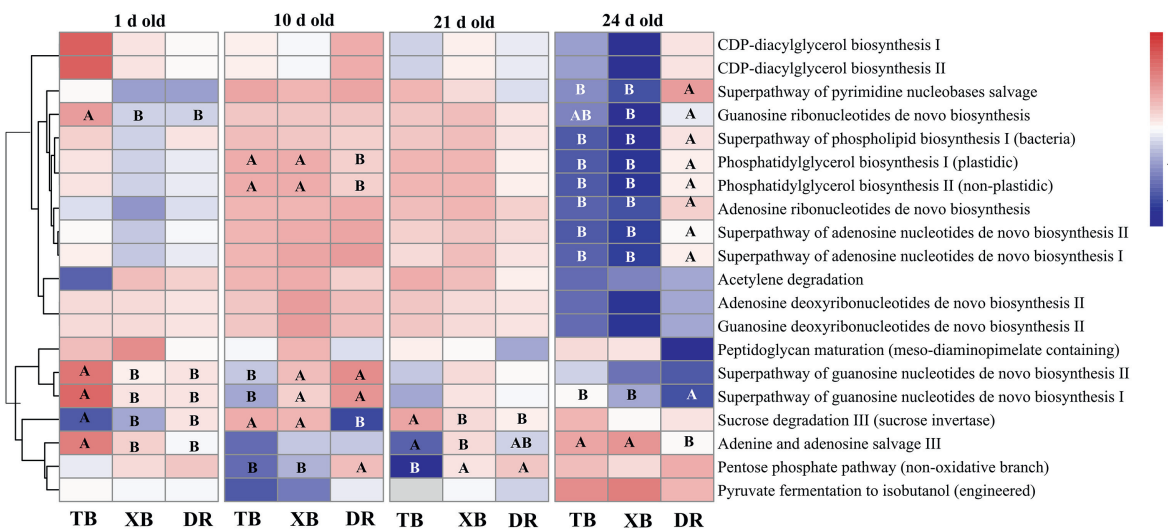 1 d old 10 d old 21 d old 24 d old
CDP-diacylglycerol biosynthesis I
CDP-diacylglycerol biosynthesis II
B B A Superpathway of pyrimidine nucleobases salvage
A B B AB B A Guanosine ribonucleotides de novo biosynthesis
B B A Superpathway of phospholipid biosynthesis I (bacteria)
A A B B B A Phosphatidylglycerol biosynthesis I (plastidic)
A A B B B A Phosphatidylglycerol biosynthesis II (non-plastidic)
B B A Adenosine ribonucleotides de novo biosynthesis
B B A Superpathway of adenosine nucleotides de novo biosynthesis II
B B A Superpathway of adenosine nucleotides de novo biosynthesis I
Acetylene degradation
Adenosine deoxyribonucleotides de novo biosynthesis II
Guanosine deoxyribonucleotides de novo biosynthesis II
Peptidoglycan maturation (meso-diaminopimelate containing)
A B B B A A Superpathway of guanosine nucleotides de novo biosynthesis II
A B B B A A B B A Superpathway of guanosine nucleotides de novo biosynthesis I
A B B A A B A B B Sucrose degradation III (sucrose invertase)
A B B A B AB A A B Adenine and adenosine salvage III
B B A B A A Pentose phosphate pathway (non-oxidative branch)
Pyruvate fermentation to isobutanol (engineered)
TB XB DR TB XB DR TB XB DR TB XB DR